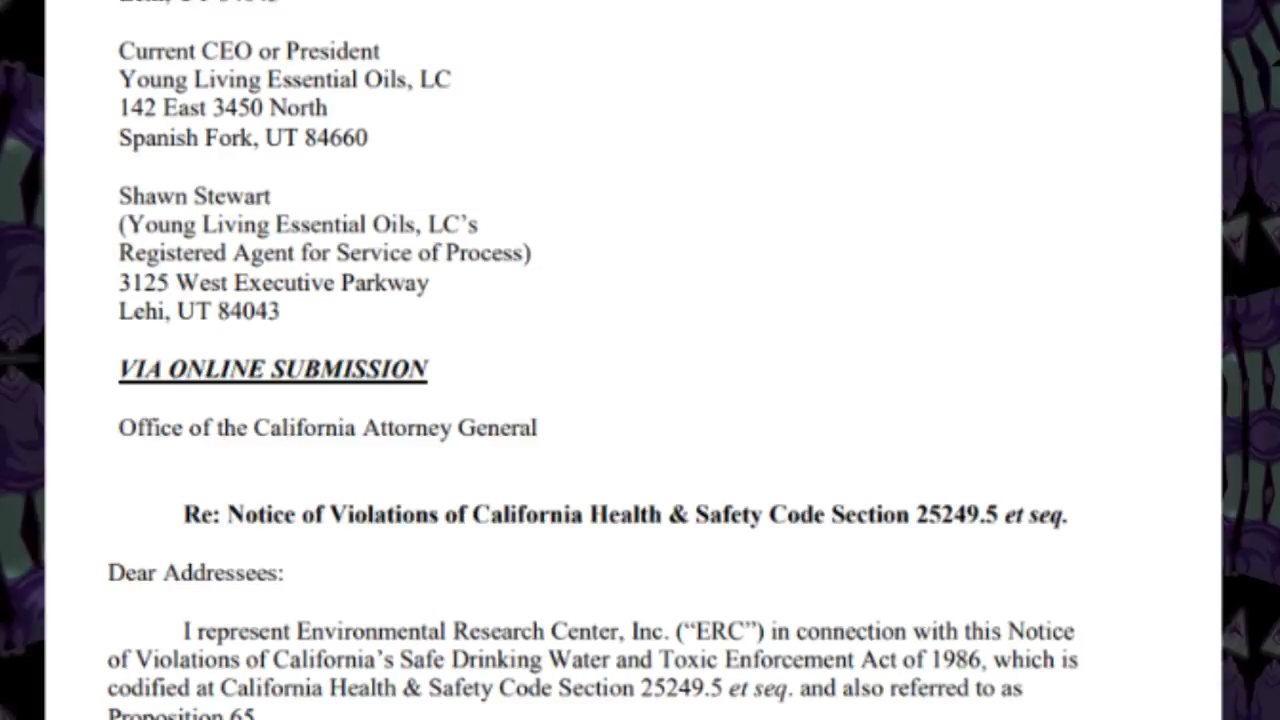 Current CEO or President
Young Living Essential Oils, LC
142 East 3450 North
Spanish Fork, UT 84660
Shawn Stewart
(Young Living Essential Oils, LC’s
Registered Agent for Service of Process)
3125 West Executive Parkway
Lehi, UT 84043
VIA ONLINE SUBMISSION
Office of the California Attorney General
Re: Notice of Violations of California Health & Safety Code Section 25249.5 et seq.
Dear Addressees:
I represent Environmental Research Center, Inc. (“ERC”) in connection with this Notice
of Violations of California’s Safe Drinking Water and Toxic Enforcement Act of 1986, which is
codified at California Health & Safety Code Section 25249.5 et seq. and also referred to as
Proposition 65